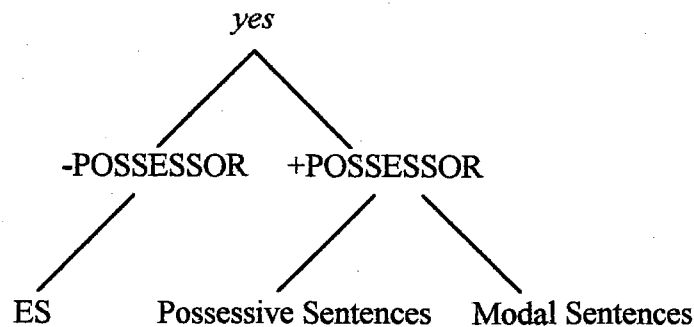 yes
-POSSESSOR +POSSESSOR
ES Possessive Sentences Modal Sentences